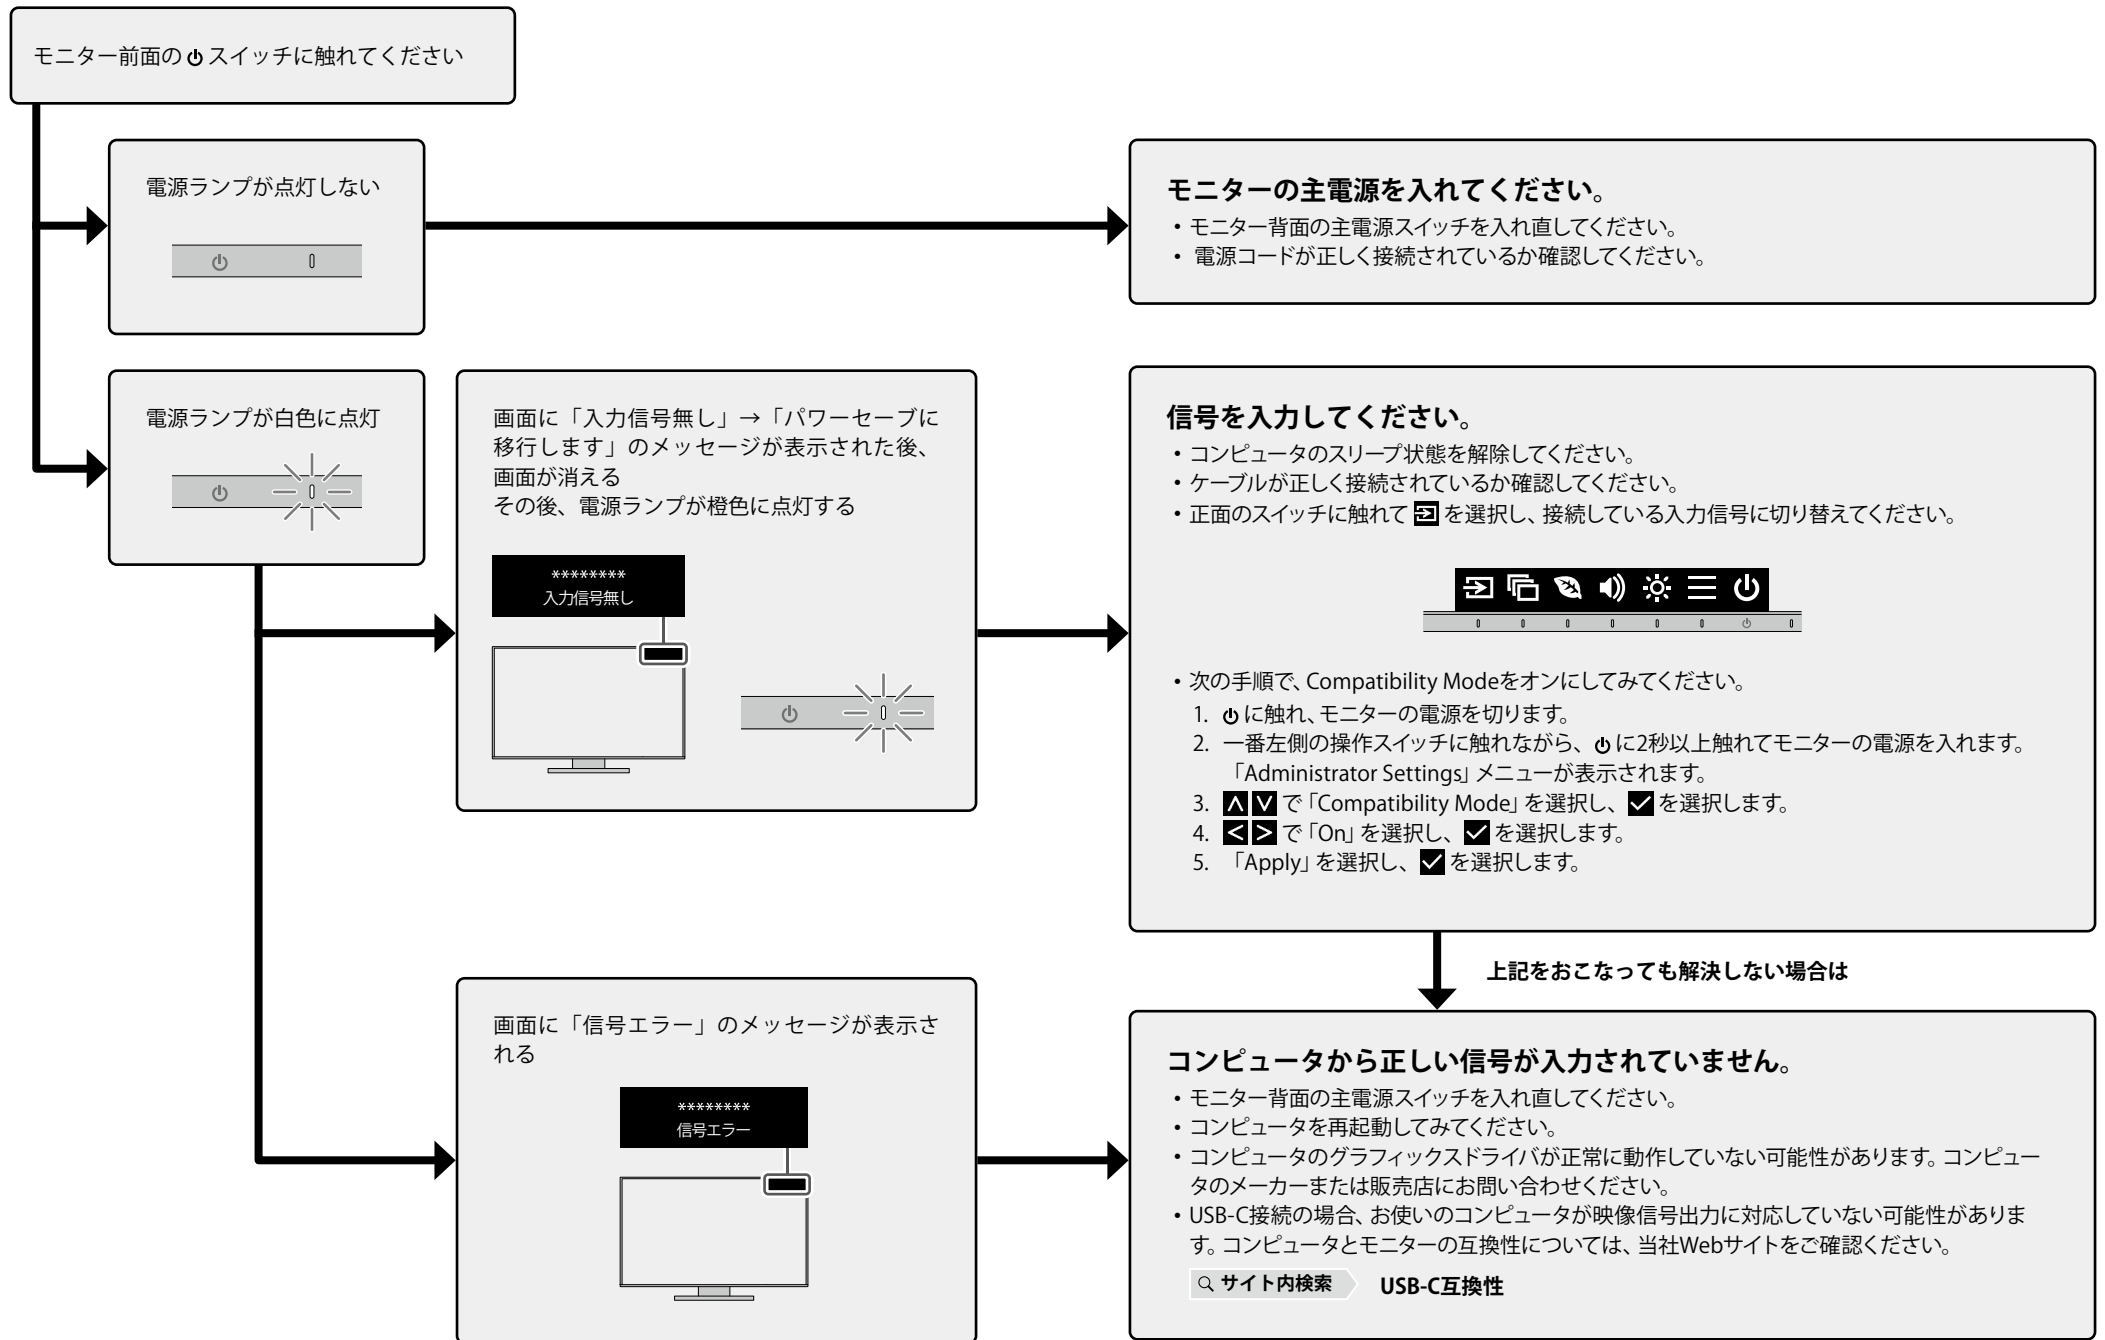 モニター前面の スイッチに触れてください
電源ランプが点灯しない
モニターの主電源を入れてください。
・モニター背面の主電源スイッチを入れ直してください。
・ 電源コードが正しく接続されているか確認してください。
電源ランプが白色に点灯
画面に「入力信号無し」→「パワーセーブに
移行します」のメッセージが表示された後、
画面が消える
その後、電源ランプが橙色に点灯する
********
入力信号無し
信号を入力してください。
・コンピュータのスリープ状態を解除してください。
・ケーブルが正しく接続されているか確認してください。
・正面のスイッチに触れて を選択し、接続している入力信号に切り替えてください。
・次の手順で、Compatibility Modeをオンにしてみてください。
1. に触れ、モニターの電源を切ります。
2. 一番左側の操作スイッチに触れながら、 に2秒以上触れてモニターの電源を入れます。
「Administrator Settings」メニューが表示されます。
3. で「Compatibility Mode」を選択し、 を選択します。
4. で「On」を選択し、 を選択します。
5. 「Apply」を選択し、 を選択します。
上記をおこなっても解決しない場合は
画面に「信号エラー」のメッセージが表示さ
れる
********
信号エラー
コンピュータから正しい信号が入力されていません。
・モニター背面の主電源スイッチを入れ直してください。
・コンピュータを再起動してみてください。
・コンピュータのグラフィックスドライバが正常に動作していない可能性があります。コンピュー
タのメーカーまたは販売店にお問い合わせください。
・USB-C接続の場合、お使いのコンピュータが映像信号出力に対応していない可能性がありま
す。コンピュータとモニターの互換性については、当社Webサイトをご確認ください。
サイト内検索 USB-C互換性